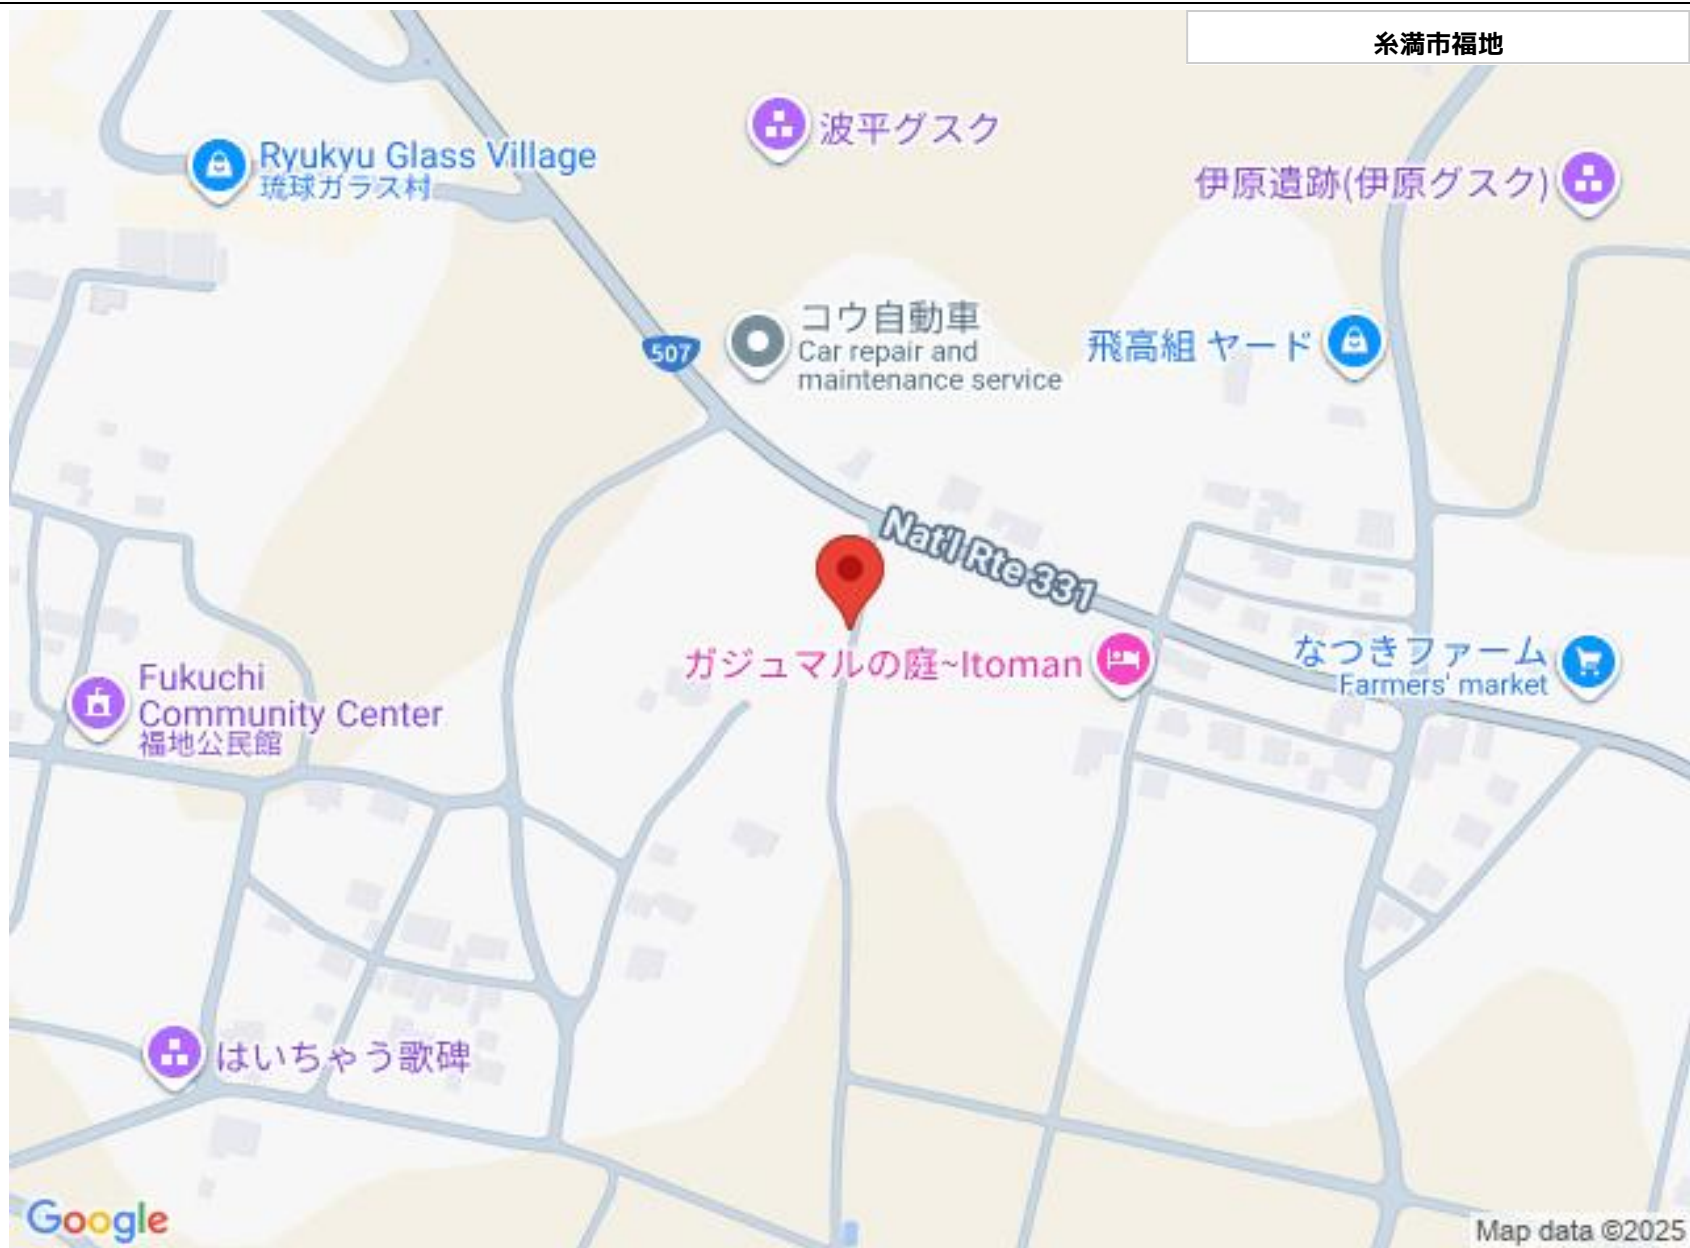 糸満市福地
波平グスク
Ryukyu Glass Village
琉球ガラス村
伊原遺跡(伊原グスク)
コウ自動車
Car repair and
maintenance service
飛高組 ヤード
507
Nat'l Rte 331
ガジュマルの庭~Itoman
なつきファーム
Farmers' market
Fukuchi
Community Center
福地公民館
はいちゃう歌碑
Google
Map data ©2025